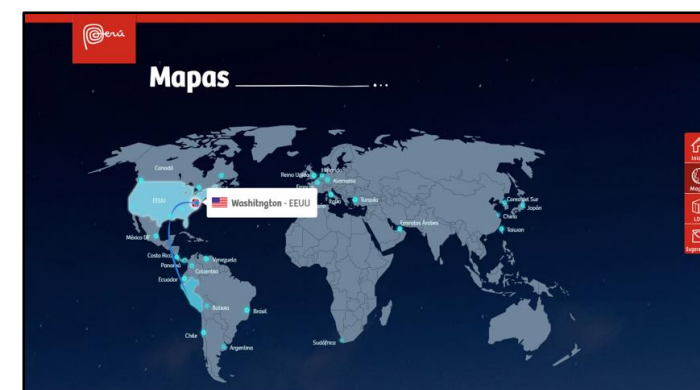 Perú
Mapas
Canadá
EEUU
Washitngton - EEUU
México DF
Costa Rica
Panamá
Ecuador
Venezuela
Colombia
Bolivia
Brasil
Chile
Argentina
Reino Unido
Holanda
Alemania
Italia
Turquía
Emiratos Árabes
Sudáfrica
Corea del Sur
Japón
China
Taiwan